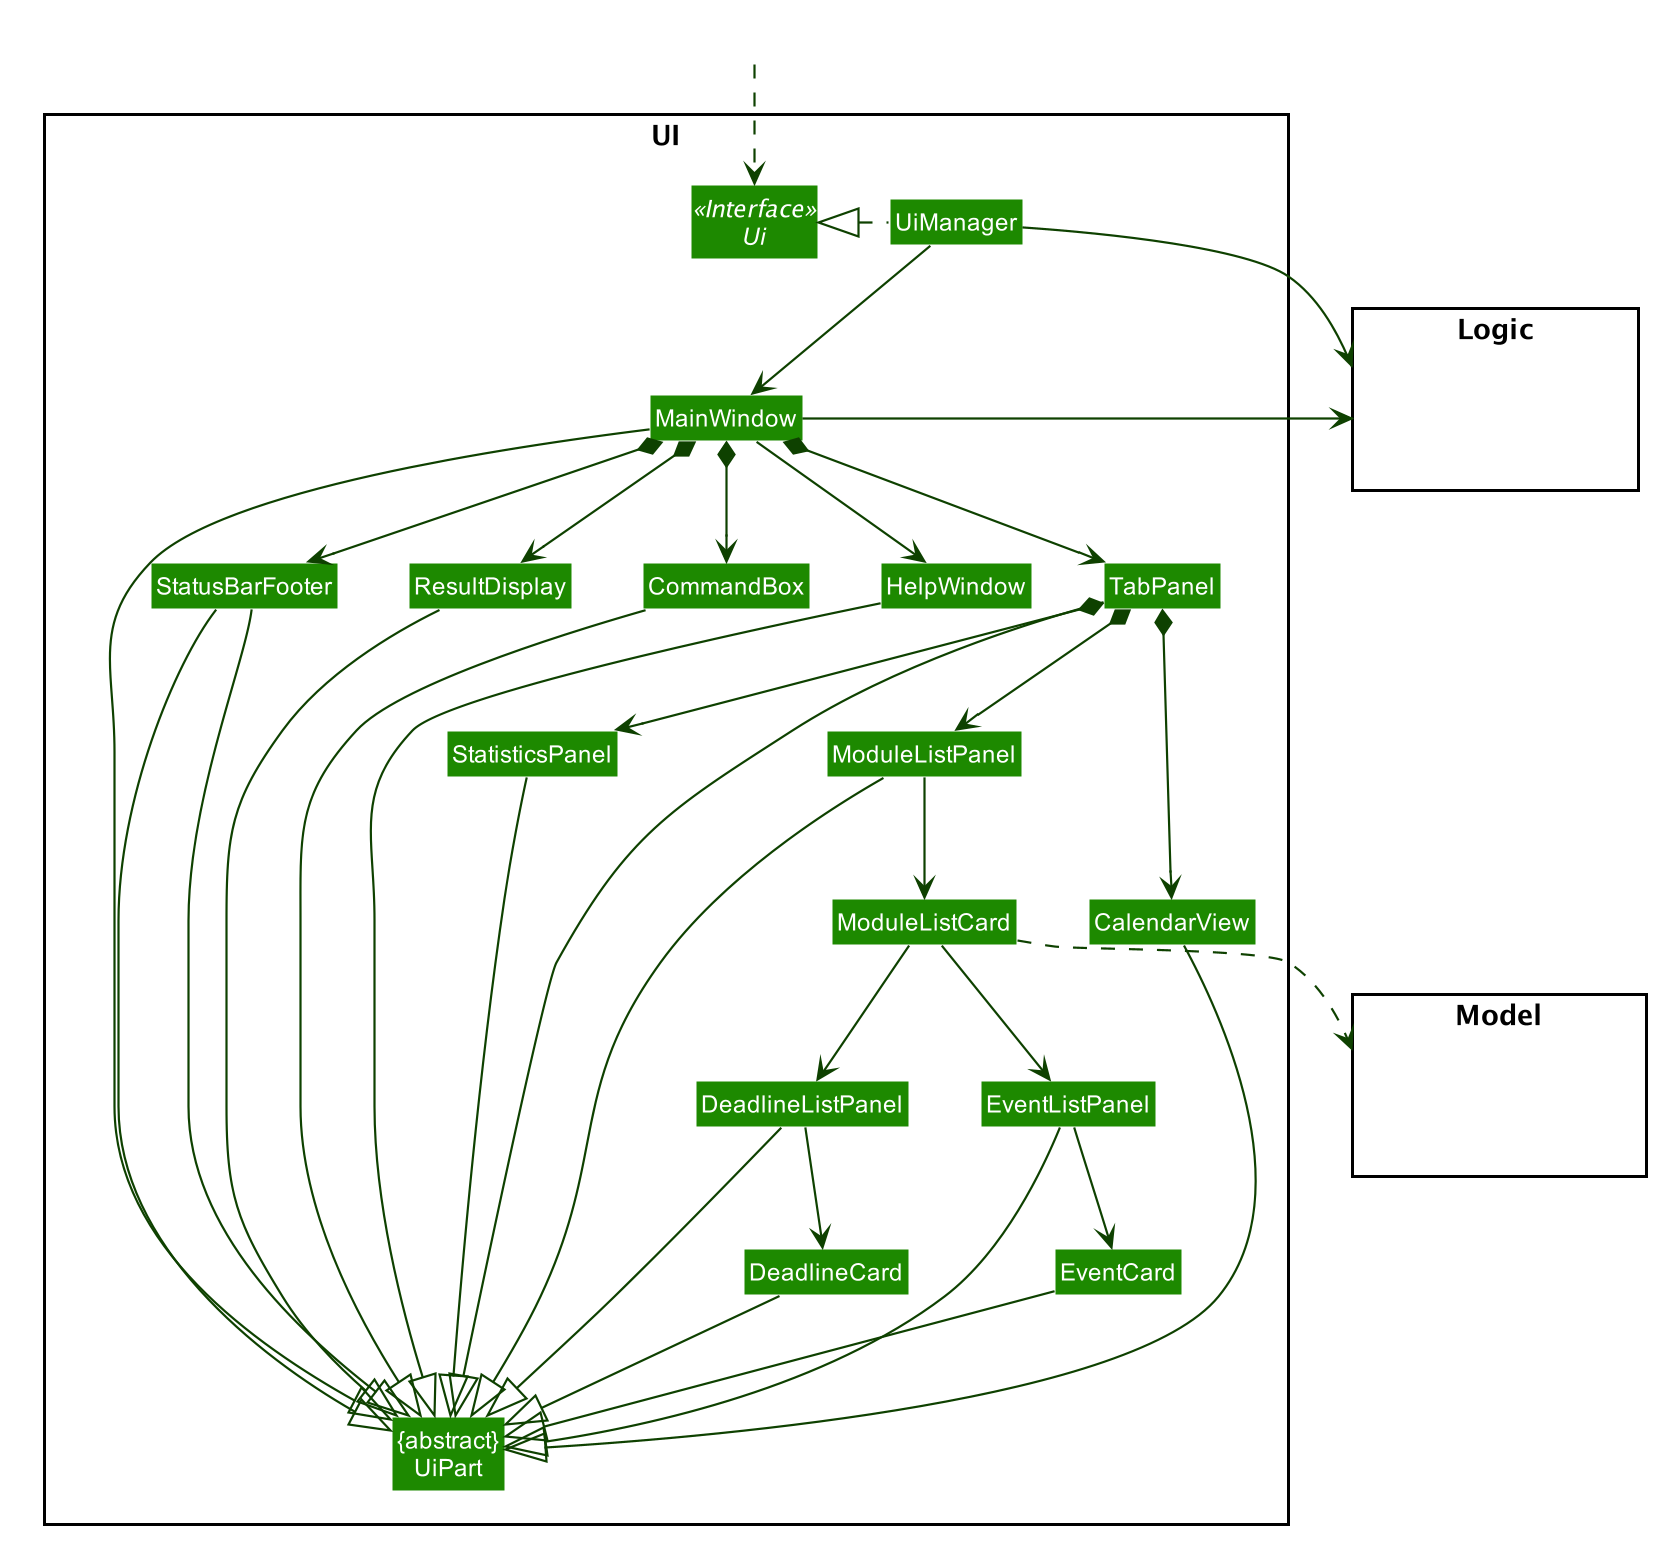 UI
«Interface»
Ui
UiManager
Logic
MainWindow
StatusBarFooter
ResultDisplay
CommandBox
HelpWindow
TabPanel
StatisticsPanel
ModuleListPanel
ModuleListCard
CalendarView
Model
DeadlineListPanel
EventListPanel
DeadlineCard
EventCard
{abstract}
UiPart